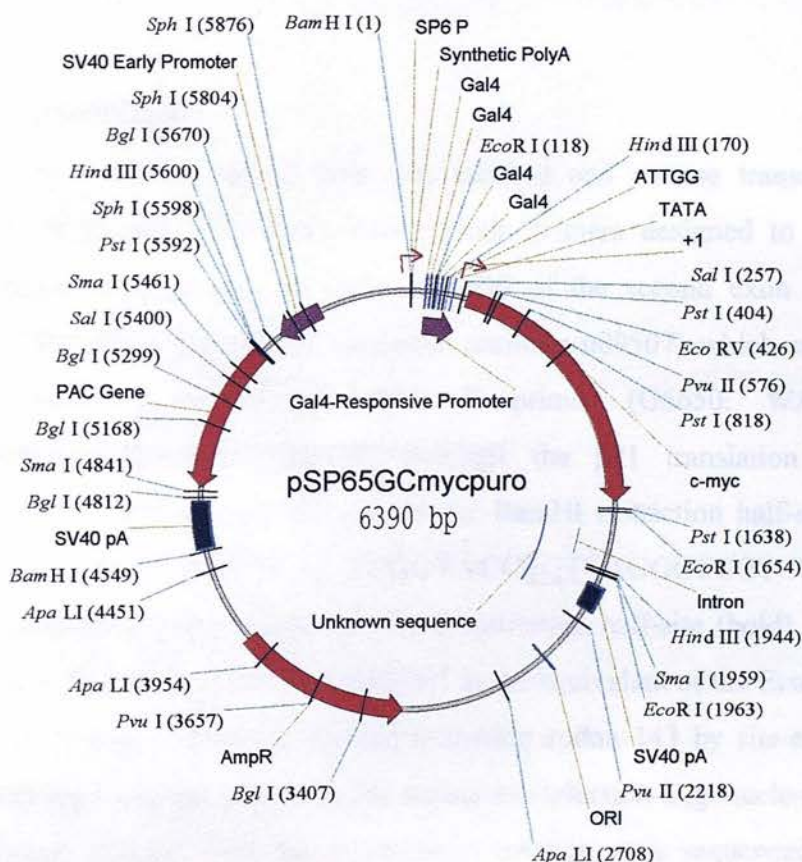 Sph I (5876)
BamH I (1)
SP6 P
SV40 Early Promoter
Synthetic PolyA
Sph I (5804)
Gal4
Bgl I (5670)
Gal4
Hind III (5600)
EcoR I (118)
Hind III (170)
Sph I (5598)
Gal4
ATTGG
Pst I (5592)
Gal4
TATA
+1
Sma I (5461)
Sal I (257)
Sal I (5400)
Pst I (404)
Bgl I (5299)
Eco RV (426)
PAC Gene
Gal4-Responsive Promoter
Pvu II (576)
Bgl I (5168)
Pst I (818)
Sma I (4841)
pSP65GCmycpuro
c-myc
Bgl I (4812)
6390 bp
Pst I (1638)
SV40 pA
EcoR I (1654)
BamH I (4549)
Intron
Apa LI (4451)
Unknown sequence
Hind III (1944)
Apa LI (3954)
Sma I (1959)
Pvu I (3657)
EcoR I (1963)
AmpR
SV40 pA
Bgl I (3407)
Pvu II (2218)
ORI
Apa LI (2708)